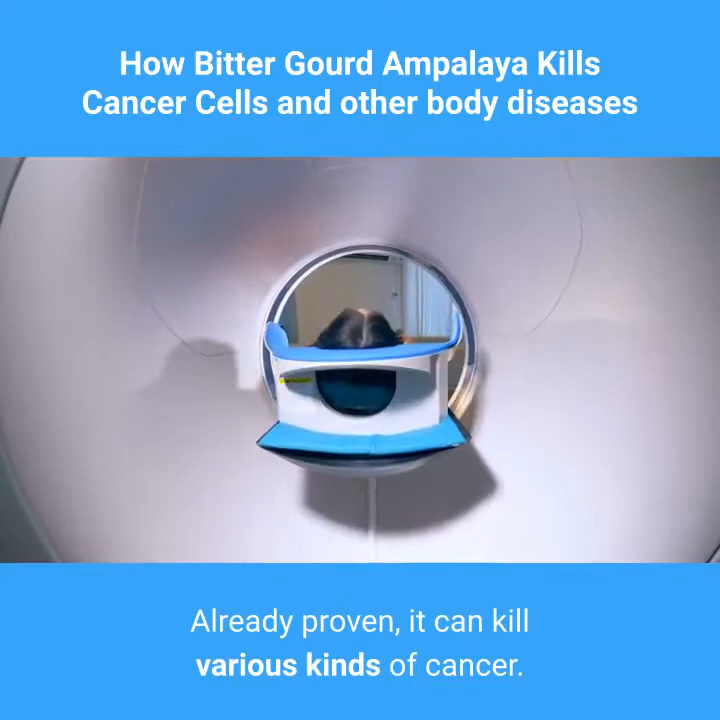 How Bitter Gourd Ampalaya Kills
Cancer Cells and other body diseases
Already proven, it can kill
various kinds of cancer.